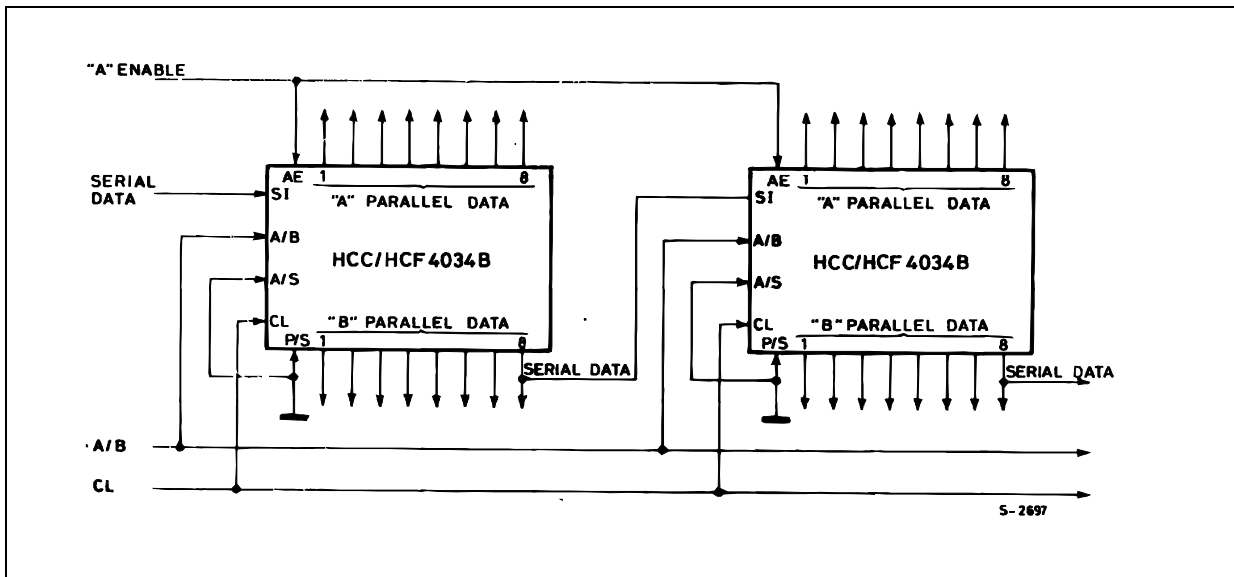 "A" ENABLE
SERIAL
DATA
AE
1
8
SI
"A" PARALLEL DATA
A/B
HCC/HCF 4034B
A/S
CL
"B" PARALLEL DATA
P/S
1
8
SERIAL DATA
AE
1
8
SI
"A" PARALLEL DATA
A/B
HCC/HCF 4034B
A/S
CL
"B" PARALLEL DATA
P/S
1
8
SERIAL DATA
A/B
CL
S-2697